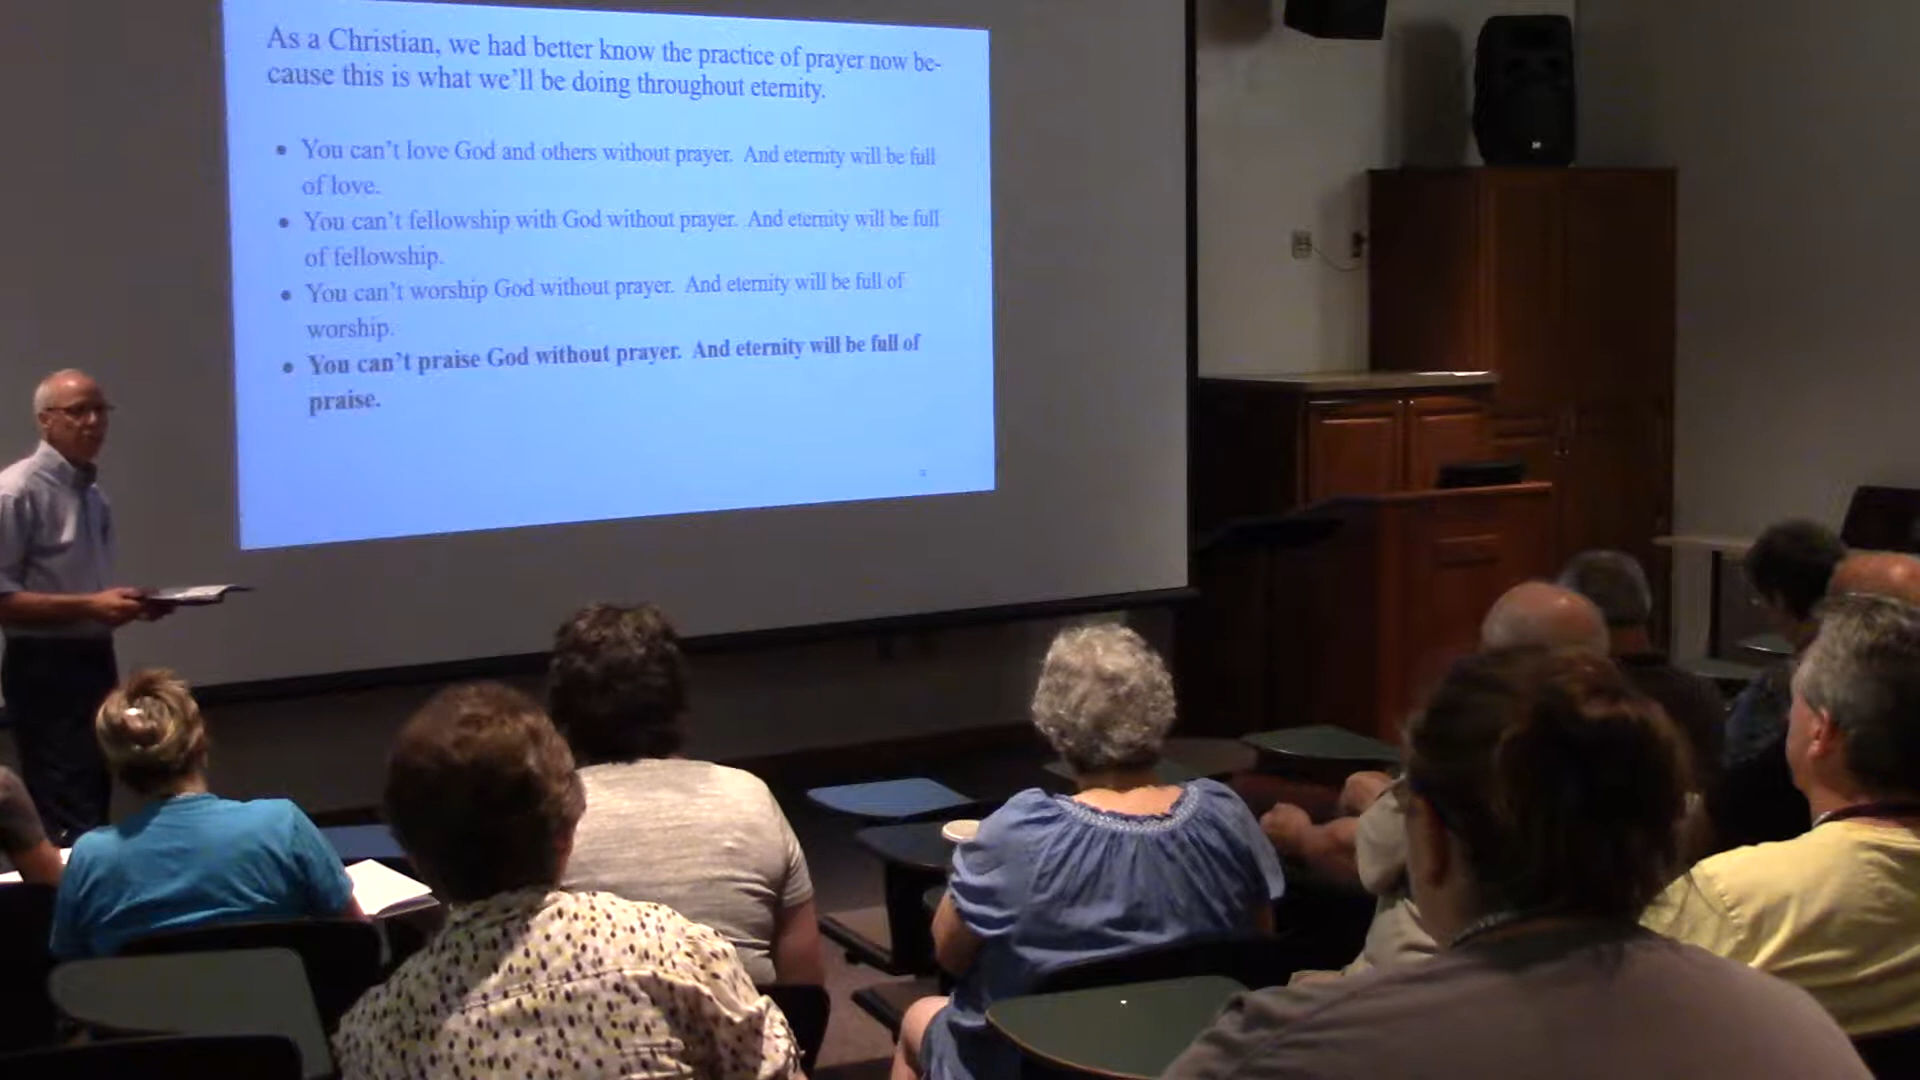 As a Christian, we had better know the practice of prayer now be-
cause this is what we'll be doing throughout eternity.
• You can't love God and others without prayer. And eternity will be full
of love.
• You can't fellowship with God without prayer. And eternity will be full
of fellowship.
• You can't worship God without prayer. And eternity will be full of
worship.
• You can't praise God without prayer. And eternity will be full of
praise.